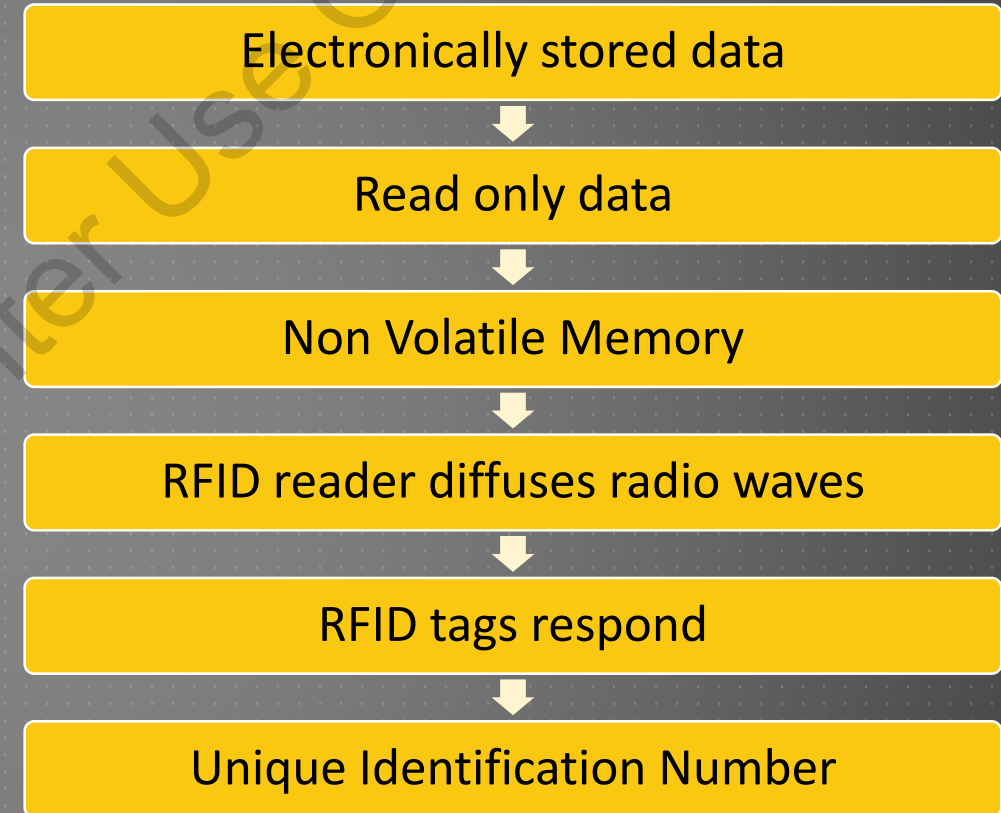 Electronically stored data
Read only data
Non Volatile Memory
RFID reader diffuses radio waves
RFID tags respond
Unique Identification Number